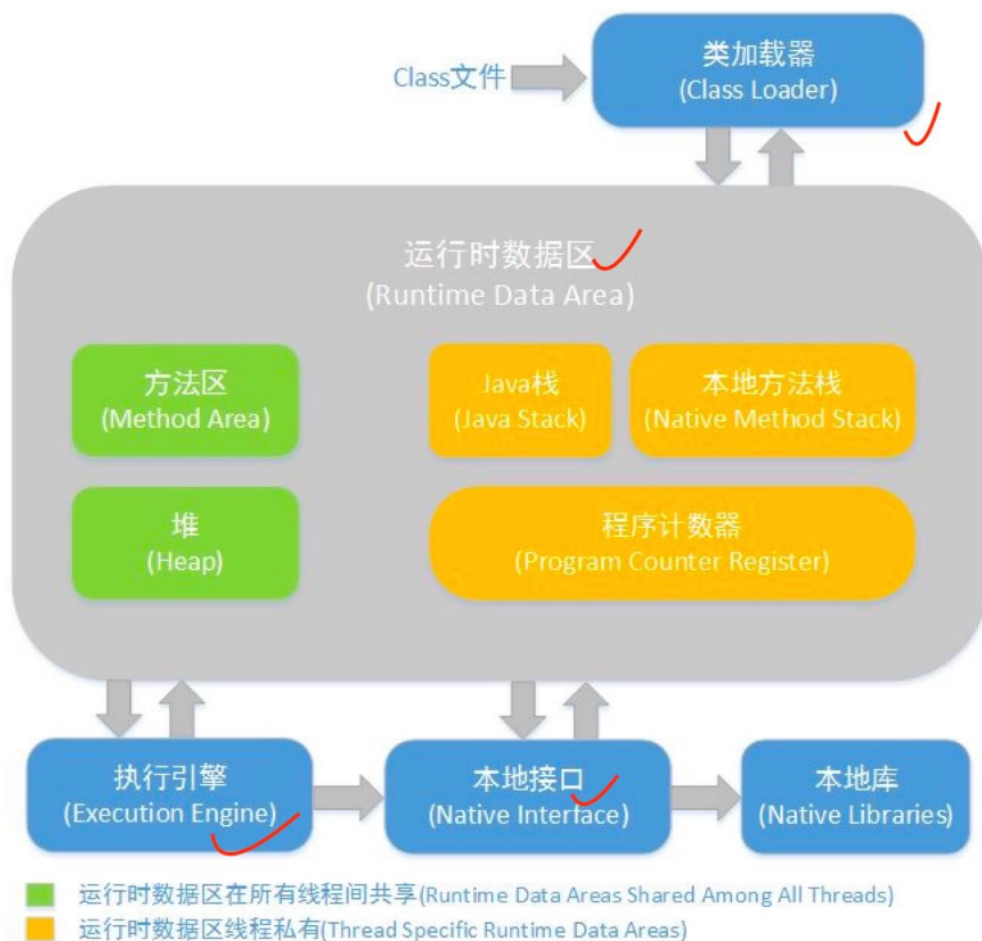 类加载器
Class文件
(Class Loader)
运行时数据区
(Runtime Data Area)
方法区
(Method Area)
Java栈
(Java Stack)
本地方法栈
(Native Method Stack)
堆
(Heap)
程序计数器
(Program Counter Register)
执行引擎
(Execution Engine)
本地接口
(Native Interface)
本地库
(Native Libraries)
运行时数据区在所有线程间共享(Runtime Data Areas Shared Among All Threads)
运行时数据区线程私有(Thread Specific Runtime Data Areas)